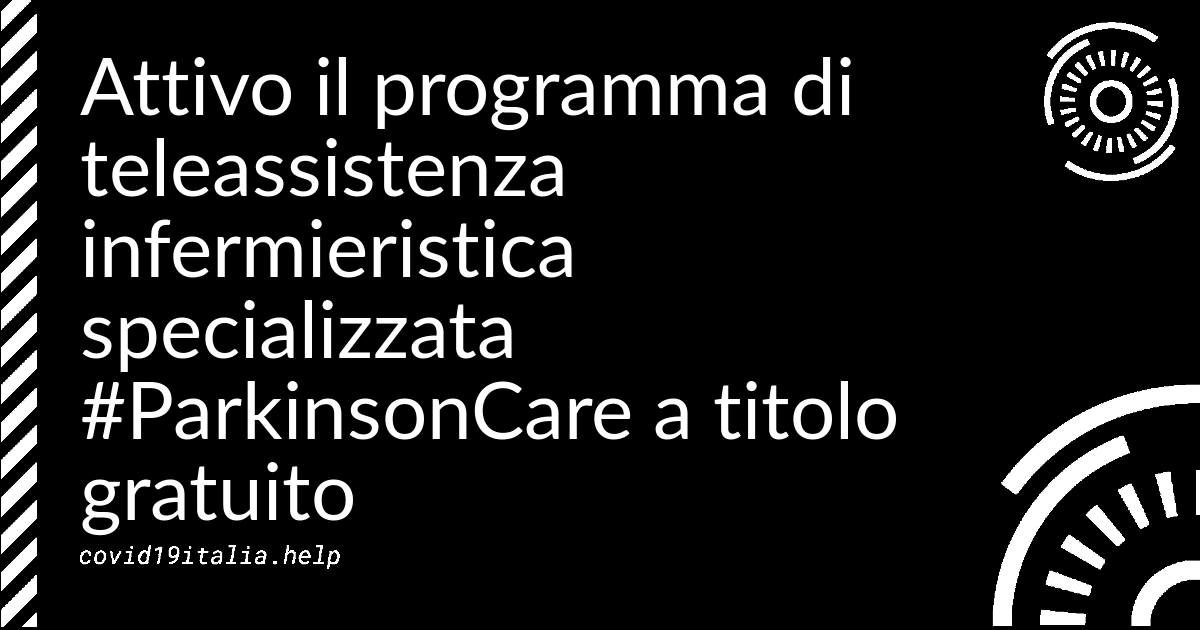 Attivo il programma di
teleassistenza
infermieristica
specializzata
#ParkinsonCare a titolo
gratuito
covid19italia.help